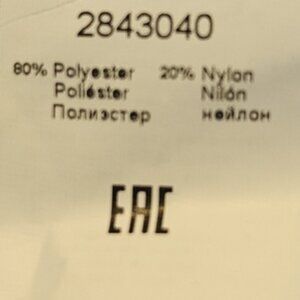 2843040
80% Polyester 20% Nylon
Poliéster Nilón
Полиэстер нейлон
EAC